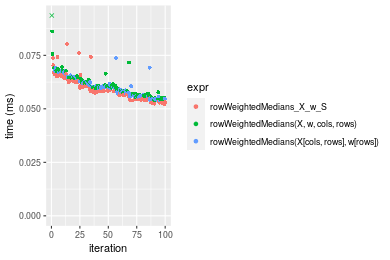 0.075
0.050
0.025
0.000
time (ms)
0
25
50
75
100
iteration
expr
rowWeightedMedians_X_w_S
rowWeightedMedians(X, w, cols, rows)
rowWeightedMedians(X[cols, rows], w[rows])